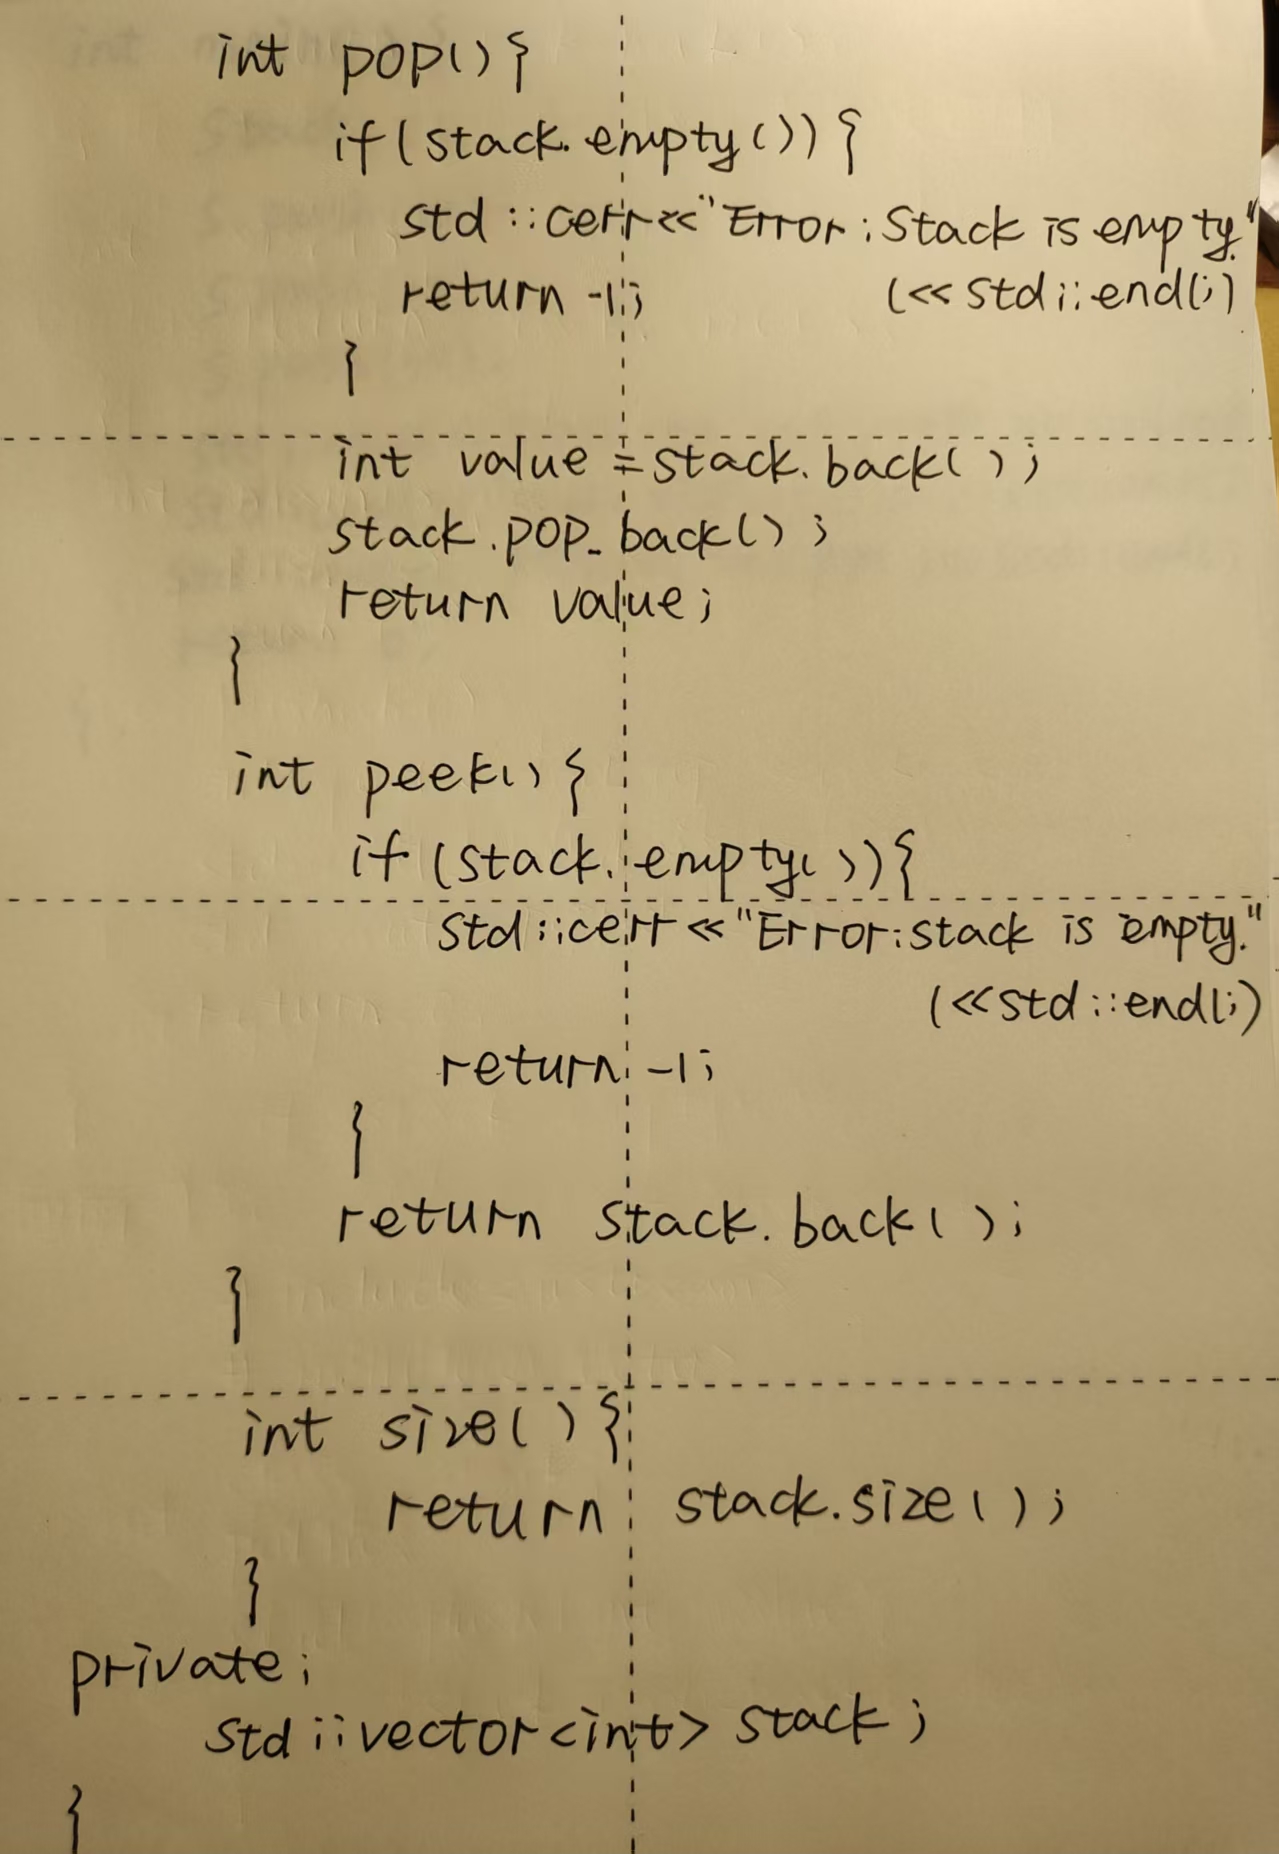 int pop(){
if(stack.empty()){
std::cerr<<"Error:Stack is empty."
return -1;
(<<std::endl;)
}
int value=stack.back();
stack.pop_back();
return value;
}
int peek(){
if(stack.empty()){
std::cerr<<"Error:stack is empty."
(<<std::endl;)
return -1;
}
return stack.back();
}
int size(){
return stack.size();
}
private:
std::vector<int> stack;
}